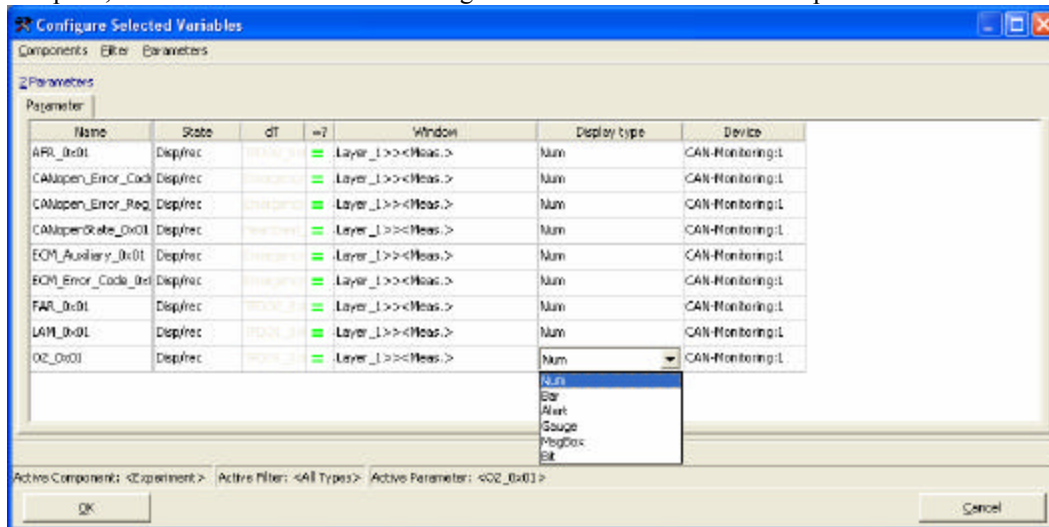 Configure Selected Variables
Components Filter Parameters
2 Parameters
Parameter
Name State dT =? Window Display type Device
AFR_0x01 Disp/rec = .Layer_1>><Meas.> Num CAN-Monitoring:1
CANopen_Error_Cod Disp/rec = .Layer_1>><Meas.> Num CAN-Monitoring:1
CANopen_Error_Reg_ Disp/rec = .Layer_1>><Meas.> Num CAN-Monitoring:1
CANopenState_0x01 Disp/rec = .Layer_1>><Meas.> Num CAN-Monitoring:1
ECM_Auxiliary_0x01 Disp/rec = .Layer_1>><Meas.> Num CAN-Monitoring:1
ECM_Error_Code_0x0 Disp/rec = .Layer_1>><Meas.> Num CAN-Monitoring:1
FAR_0x01 Disp/rec = .Layer_1>><Meas.> Num CAN-Monitoring:1
LAM_0x01 Disp/rec = .Layer_1>><Meas.> Num CAN-Monitoring:1
O2_0x01 Disp/rec = .Layer_1>><Meas.> Num CAN-Monitoring:1
Num
Bar
Alert
Gauge
MsgBox
Bit
Active Component: <Experiment> Active Filter: <All Types> Active Parameter: <O2_0x01>
OK Cancel